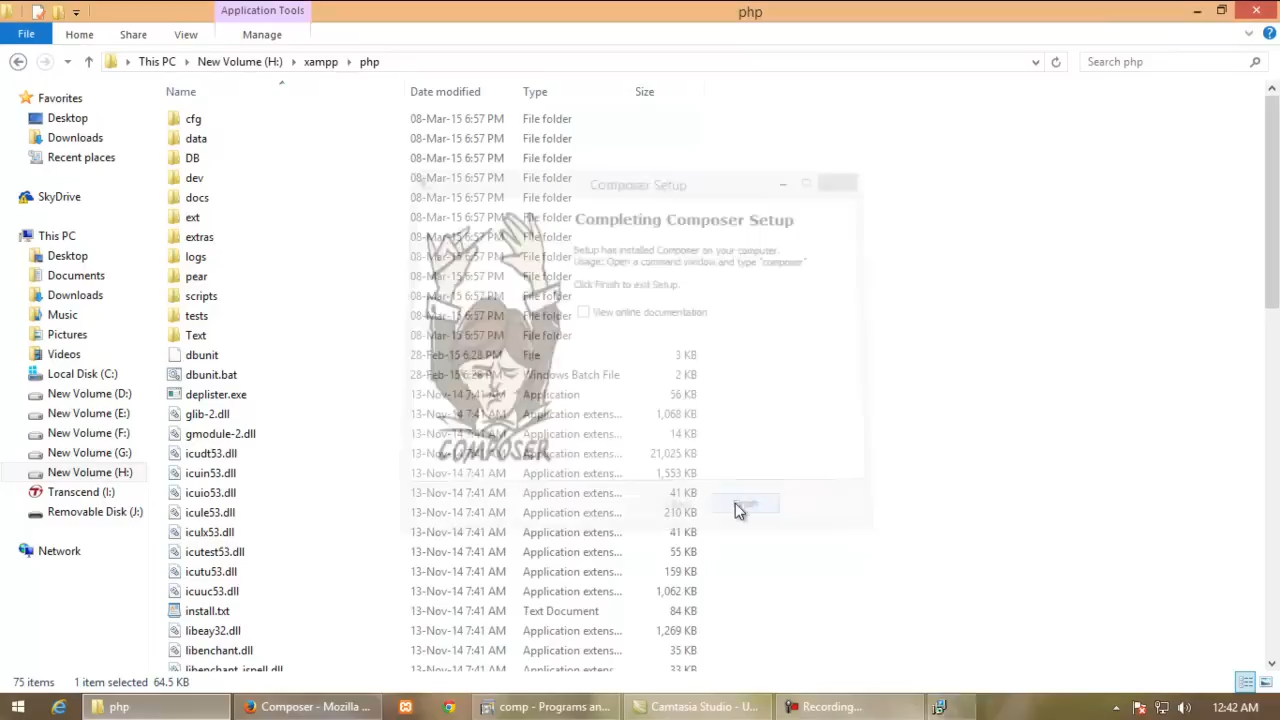 Application Tools
php
File
Home
Share
View
Manage
This PC
New Volume (H:)
xampp
php
Search php
Name
Date modified
Type
Size
Favorites
Desktop
Downloads
Recent places
SkyDrive
This PC
Desktop
Documents
Downloads
Music
Pictures
Videos
Local Disk (C:)
New Volume (D:)
New Volume (E:)
New Volume (F:)
New Volume (G:)
New Volume (H:)
Transcend (I:)
Removable Disk (J:)
Network
cfg 08-Mar-15 6:57 PM File folder
data 08-Mar-15 6:57 PM File folder
DB 08-Mar-15 6:57 PM File folder
dev 08-Mar-15 6:57 PM File folder
docs 08-Mar-15 6:57 PM File folder
ext 08-Mar-15 6:57 PM File folder
extras 08-Mar-15 6:57 PM File folder
logs 08-Mar-15 6:57 PM File folder
pear 08-Mar-15 6:57 PM File folder
scripts 08-Mar-15 6:57 PM File folder
tests 08-Mar-15 6:57 PM File folder
Text 08-Mar-15 6:57 PM File folder
dbunit 28-Feb-15 6:28 PM File 3 KB
dbunit.bat 28-Feb-15 6:28 PM Windows Batch File 2 KB
deplister.exe 13-Nov-14 7:41 AM Application 56 KB
glib-2.dll 13-Nov-14 7:41 AM Application extens... 1,068 KB
gmodule-2.dll 13-Nov-14 7:41 AM Application extens... 14 KB
icudt53.dll 13-Nov-14 7:41 AM Application extens... 21,025 KB
icuin53.dll 13-Nov-14 7:41 AM Application extens... 1,553 KB
icuio53.dll 13-Nov-14 7:41 AM Application extens... 41 KB
icule53.dll 13-Nov-14 7:41 AM Application extens... 210 KB
iculx53.dll 13-Nov-14 7:41 AM Application extens... 41 KB
icutest53.dll 13-Nov-14 7:41 AM Application extens... 55 KB
icutu53.dll 13-Nov-14 7:41 AM Application extens... 159 KB
icuuc53.dll 13-Nov-14 7:41 AM Application extens... 1,062 KB
install.txt 13-Nov-14 7:41 AM Text Document 84 KB
libeay32.dll 13-Nov-14 7:41 AM Application extens... 1,269 KB
libenchant.dll 13-Nov-14 7:41 AM Application extens... 35 KB
libenchant_ispell.dll 13-Nov-14 7:41 AM Application extens... 33 KB
Composer Setup
Completing Composer Setup
Setup has installed Composer on your computer.
Usage: Open a command window and type "composer"
Click Finish to exit Setup.
View online documentation
COMPOSER
Finish
75 items 1 item selected 64.5 KB
php
Composer - Mozilla ...
comp - Programs an...
Camtasia Studio - U...
Recording...
12:42 AM